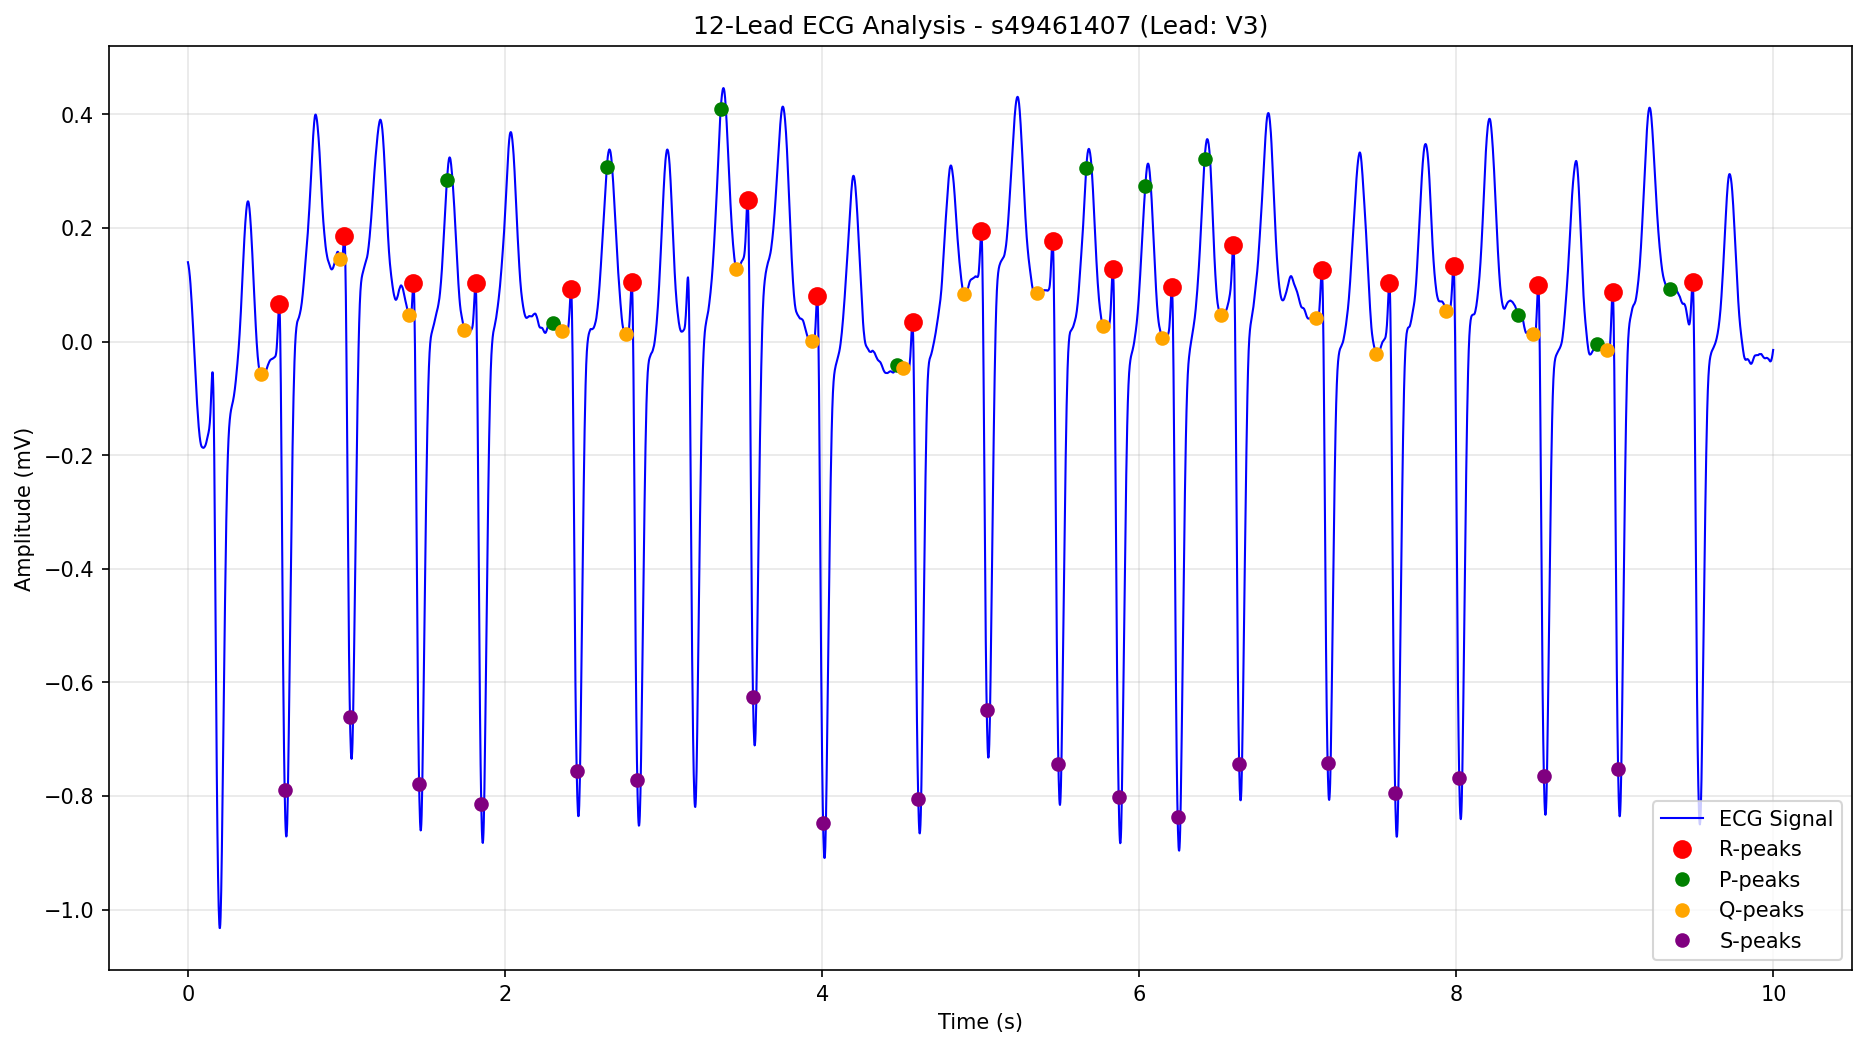 12-Lead ECG Analysis - s49461407 (Lead: V3)
Amplitude (mV)
0.4
0.2
0.0
−0.2
−0.4
−0.6
−0.8
−1.0
0 2 4 6 8 10
Time (s)
ECG Signal
R-peaks
P-peaks
Q-peaks
S-peaks